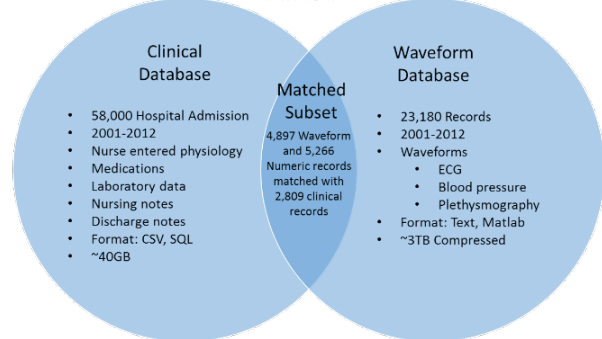 Clinical
Database
• 58,000 Hospital Admission
• 2001-2012
• Nurse entered physiology
• Medications
• Laboratory data
• Nursing notes
• Discharge notes
• Format: CSV, SQL
• ~40GB
Matched
Subset
4,897 Waveform
and 5,266
Numeric records
matched with
2,809 clinical
records
Waveform
Database
• 23,180 Records
• 2001-2012
• Waveforms
• ECG
• Blood pressure
• Plethysmography
• Format: Text, Matlab
• ~3TB Compressed